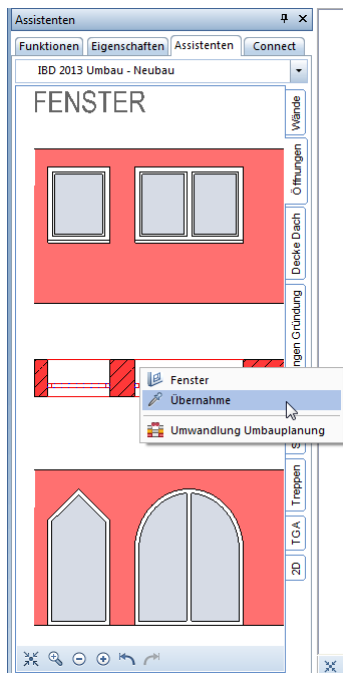 Assistenten
Funktionen Eigenschaften Assistenten Connect
IBD 2013 Umbau - Neubau
FENSTER
Wände
Öffnungen
Decke Dach
Gründung
Fenster
Übernahme
Umwandlung Umbauplanung
Treppen
TGA
2D